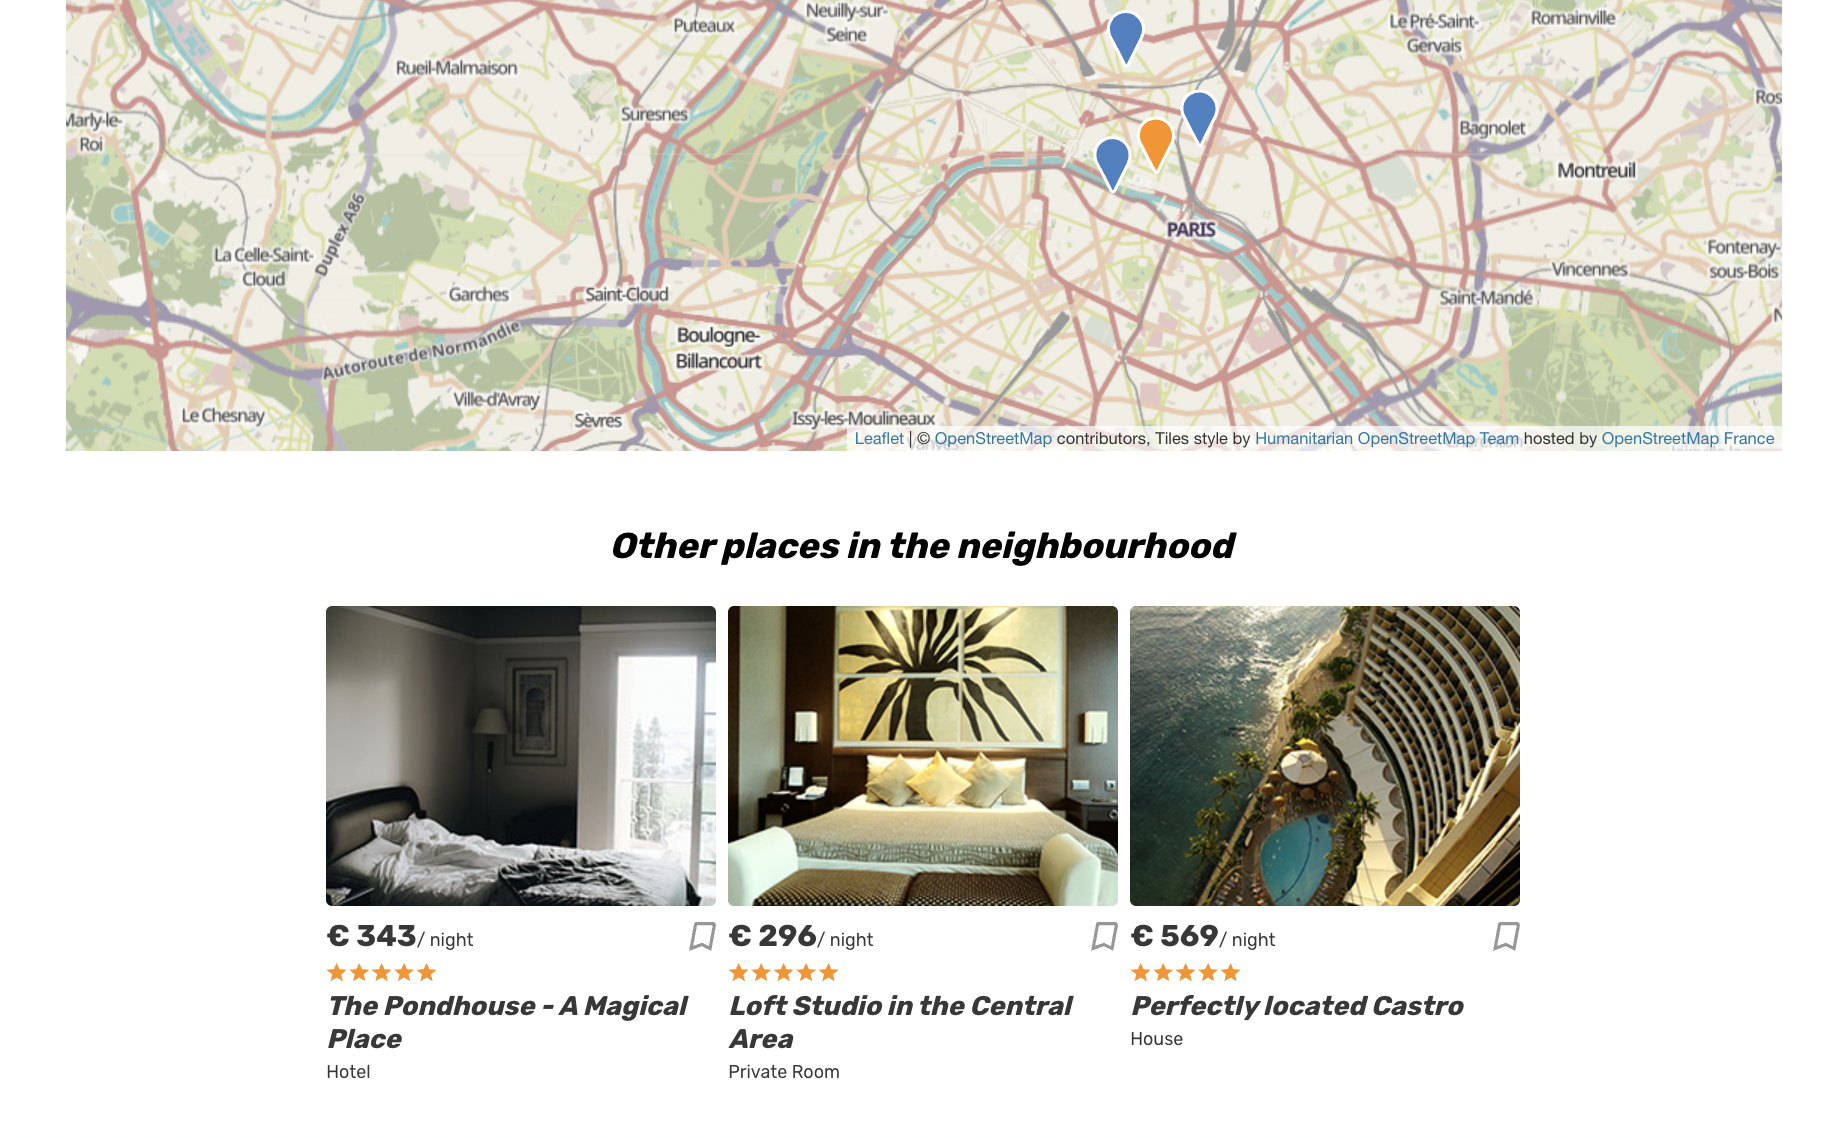 Neuilly-sur-
Seine
Puteaux
Le Pré-Saint-
Gervais
Romainville
Rueil-Malmaison
Suresnes
Marly-le-
Roi
Bagnolet
Montreuil
Duplex A86
PARIS
La Celle-Saint-
Cloud
Fontenay-
sous-Bois
Vincennes
Garches
Saint-Cloud
Saint-Mandé
Boulogne-
Billancourt
Autoroute de Normandie
Ville-d'Avray
Le Chesnay
Sèvres
Issy-les-Moulineaux
Leaflet | © OpenStreetMap contributors, Tiles style by Humanitarian OpenStreetMap Team hosted by OpenStreetMap France
Other places in the neighbourhood
€ 343/ night
★★★★★
The Pondhouse - A Magical
Place
Hotel
€ 296/ night
★★★★★
Loft Studio in the Central
Area
Private Room
€ 569/ night
★★★★★
Perfectly located Castro
House